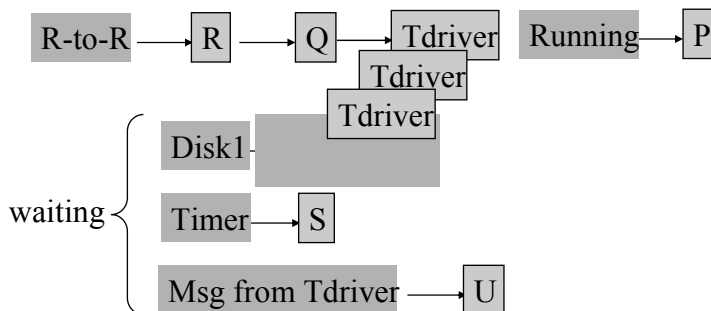 R-to-R R Q Tdriver Running P
Tdriver
Tdriver
Disk1
waiting
Timer S
Msg from Tdriver U